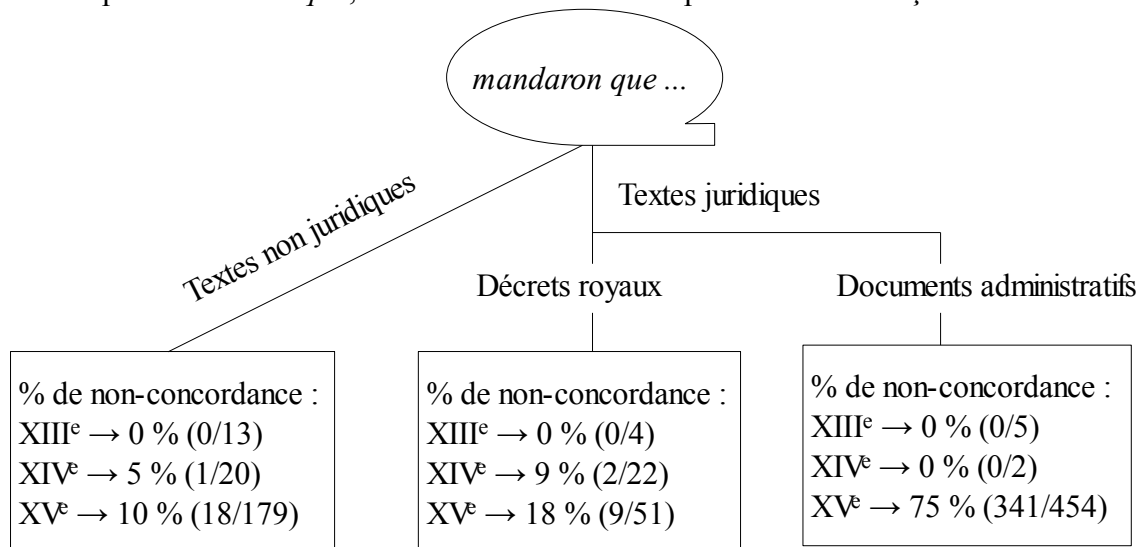 mandaron que ...
Textes non juridiques
Textes juridiques
Décrets royaux
Documents administratifs
% de non-concordance :
XIIIe → 0 % (0/13)
XIVe → 5 % (1/20)
XVe → 10 % (18/179)
% de non-concordance :
XIIIe → 0 % (0/4)
XIVe → 9 % (2/22)
XVe → 18 % (9/51)
% de non-concordance :
XIIIe → 0 % (0/5)
XIVe → 0 % (0/2)
XVe → 75 % (341/454)